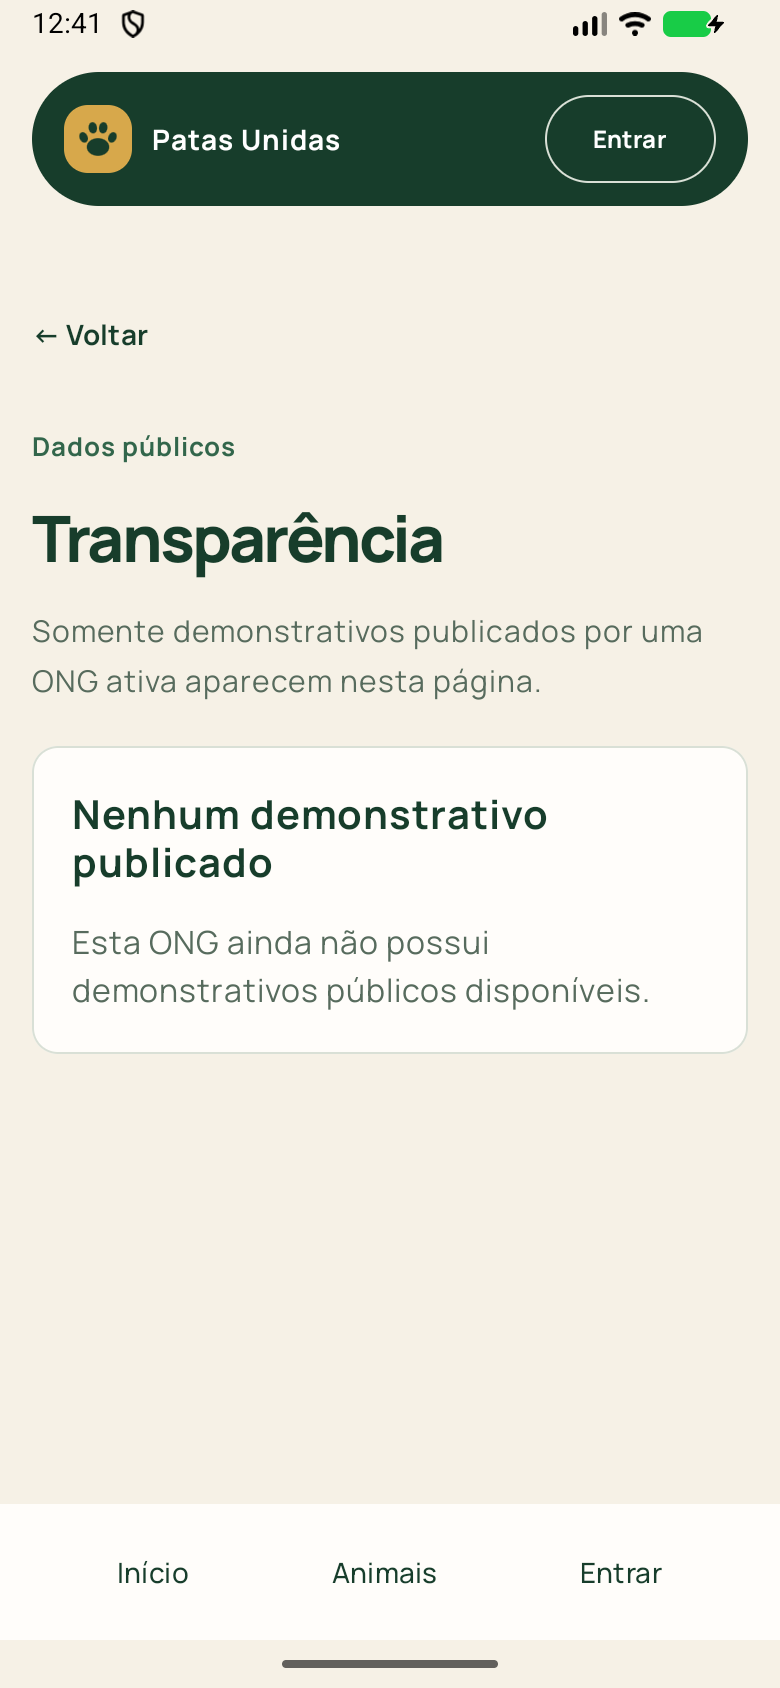 12:41
Patas Unidas
Entrar
← Voltar
Dados públicos
Transparência
Somente demonstrativos publicados por uma
ONG ativa aparecem nesta página.
Nenhum demonstrativo
publicado
Esta ONG ainda não possui
demonstrativos públicos disponíveis.
Início
Animais
Entrar